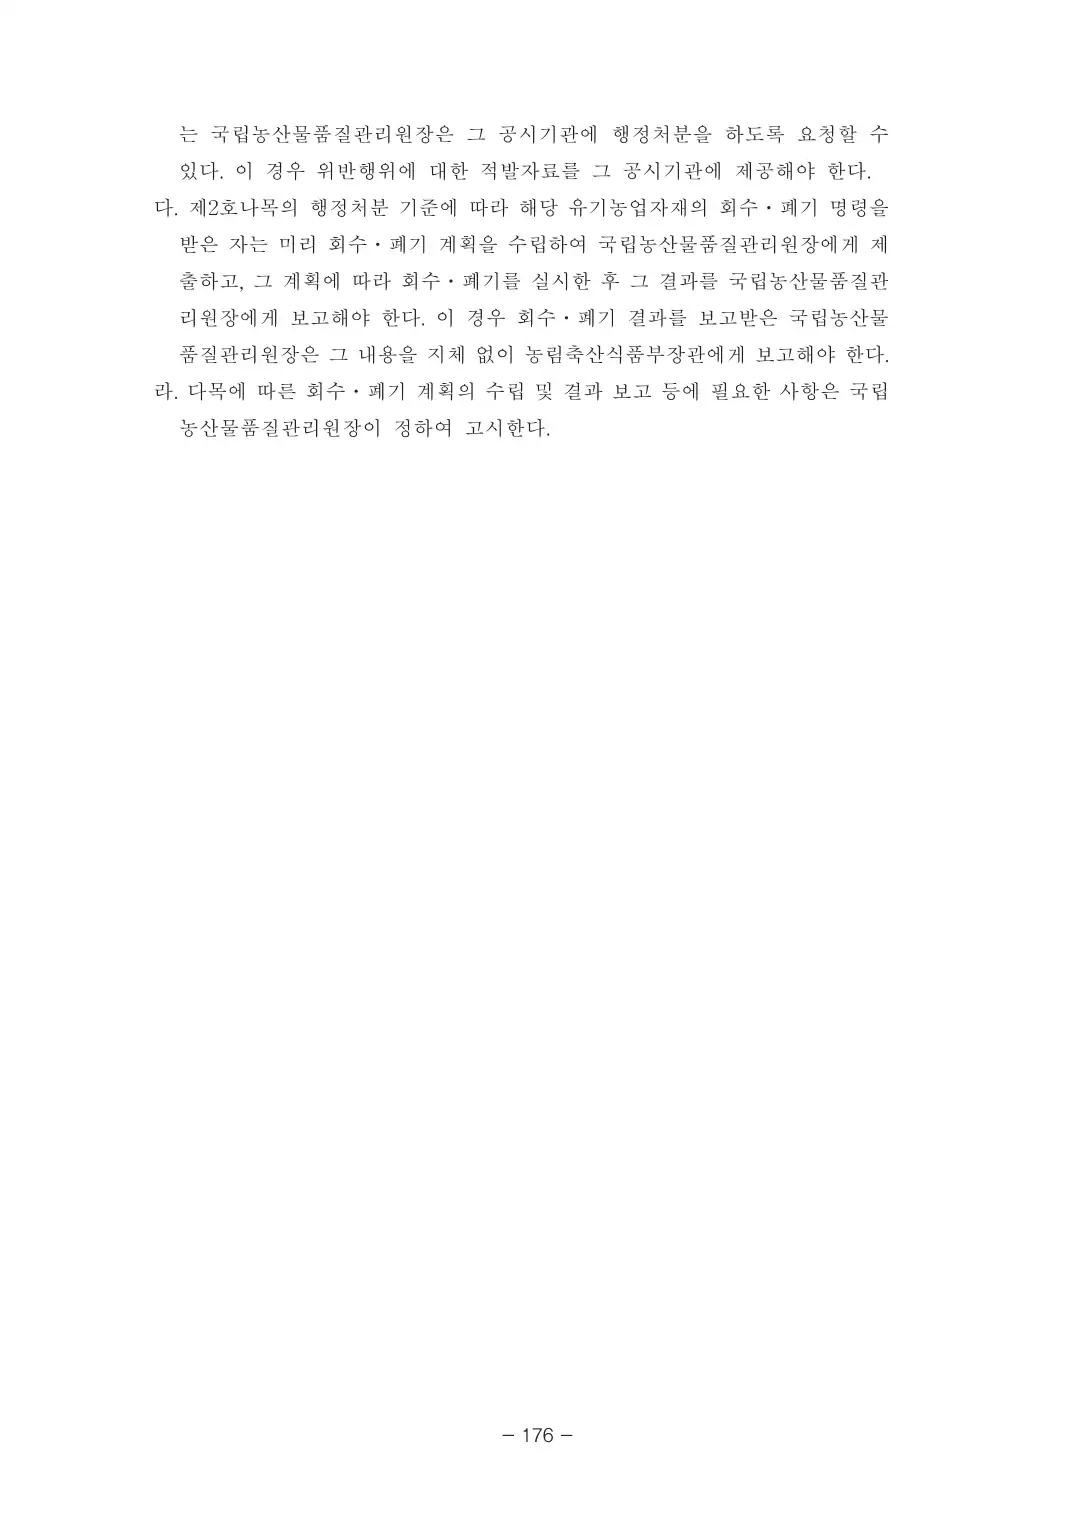 는 국립농산물품질관리원장은 그 공시기관에 행정처분을 하도록 요청할 수
있다. 이 경우 위반행위에 대한 적발자료를 그 공시기관에 제공해야 한다.
다. 제2호나목의 행정처분 기준에 따라 해당 유기농업자재의 회수·폐기 명령을
받은 자는 미리 회수·폐기 계획을 수립하여 국립농산물품질관리원장에게 제
출하고, 그 계획에 따라 회수·폐기를 실시한 후 그 결과를 국립농산물품질관
리원장에게 보고해야 한다. 이 경우 회수·폐기 결과를 보고받은 국립농산물
품질관리원장은 그 내용을 지체 없이 농림축산식품부장관에게 보고해야 한다.
라. 다목에 따른 회수·폐기 계획의 수립 및 결과 보고 등에 필요한 사항은 국립
농산물품질관리원장이 정하여 고시한다.
- 176 -